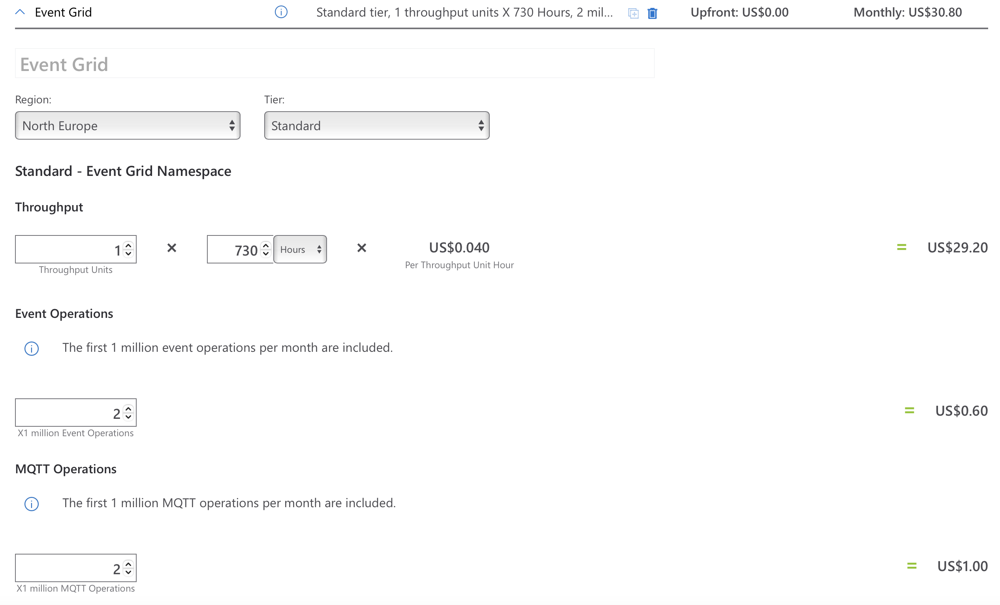 Event Grid
Standard tier, 1 throughput units X 730 Hours, 2 mil...
Upfront: US$0.00
Monthly: US$30.80
Event Grid
Region:
Tier:
North Europe
Standard
Standard - Event Grid Namespace
Throughput
1
×
730
Hours
×
US$0.040
=
US$29.20
Throughput Units
Per Throughput Unit Hour
Event Operations
The first 1 million event operations per month are included.
2
=
US$0.60
X1 million Event Operations
MQTT Operations
The first 1 million MQTT operations per month are included.
2
=
US$1.00
X1 million MQTT Operations